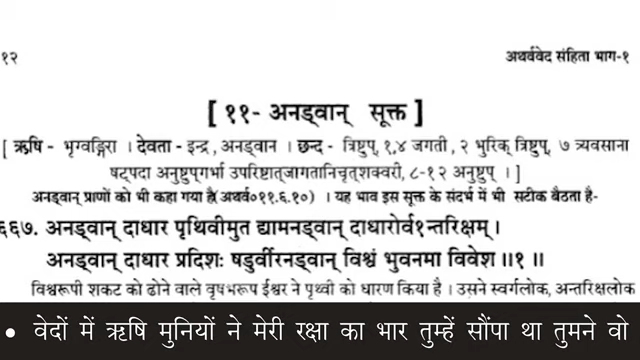 १२
अथर्ववेद संहिता भाग-१
[ ११- अनड्वान् सूक्त ]
[ ऋषि - भृग्वङ्गिरा । देवता - इन्द्र , अनड्वान । छन्द - त्रिष्टुप्, १,४ जगती , २ भुरिक् त्रिष्टुप्, ७ त्र्यवसाना
षट्पदा अनुष्टुप्गर्भा उपरिष्टात्जागतानिचृत्शक्वरी, ८-१२ अनुष्टुप् । ]
अनड्वान् प्राणों को भी कहा गया है(अथर्व०११.६.१०) । यह भाव इस सूक्त के संदर्भ में भी सटीक बैठता है-
६६७. अनड्वान् दाधार पृथिवीमुत द्यामनड्वान् दाधारोर्व१न्तरिक्षम् ।
अनड्वान् दाधार प्रदिशः षडुर्वीरनड्वान् विश्वं भुवनमा विवेश ॥१ ॥
विश्वरूपी शकट को ढोने वाले वृषभरूप ईश्वर ने पृथ्वी को धारण किया है । उसने स्वर्गलोक, अन्तरिक्षलोक
• वेदों में ऋषि मुनियों ने मेरी रक्षा का भार तुम्हें सौंपा था तुमने वो